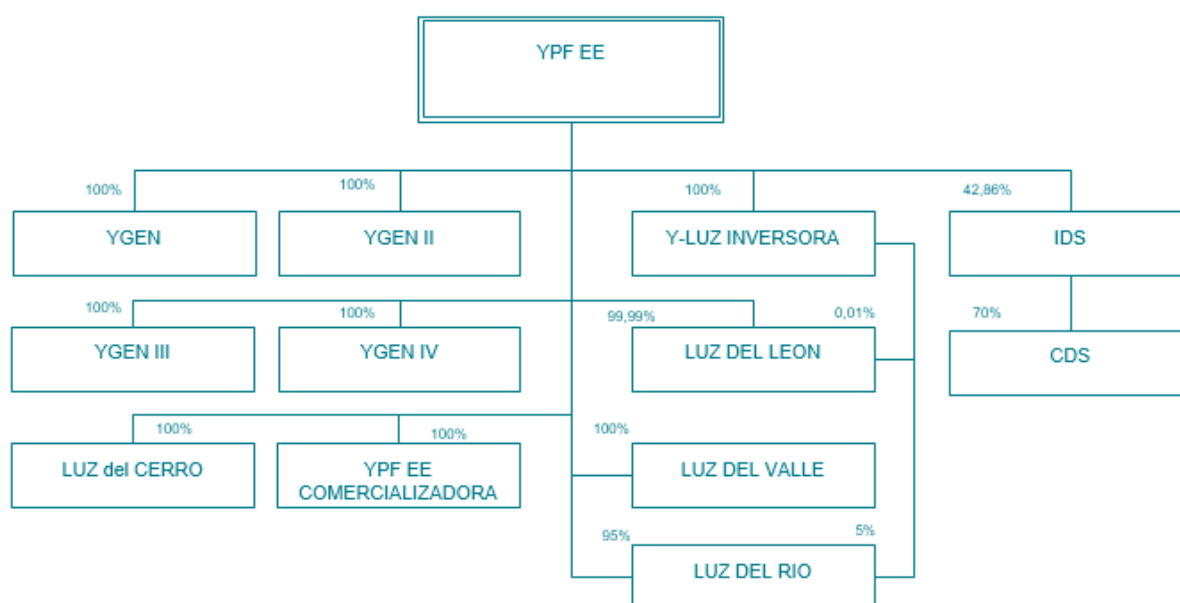 YPF EE
100%
100%
100%
42,86%
YGEN
YGEN II
Y-LUZ INVERSORA
IDS
100%
100%
99,99%
0,01%
70%
YGEN III
YGEN IV
LUZ DEL LEON
CDS
100%
100%
100%
LUZ del CERRO
YPF EE
COMERCIALIZADORA
LUZ DEL VALLE
95%
5%
LUZ DEL RIO